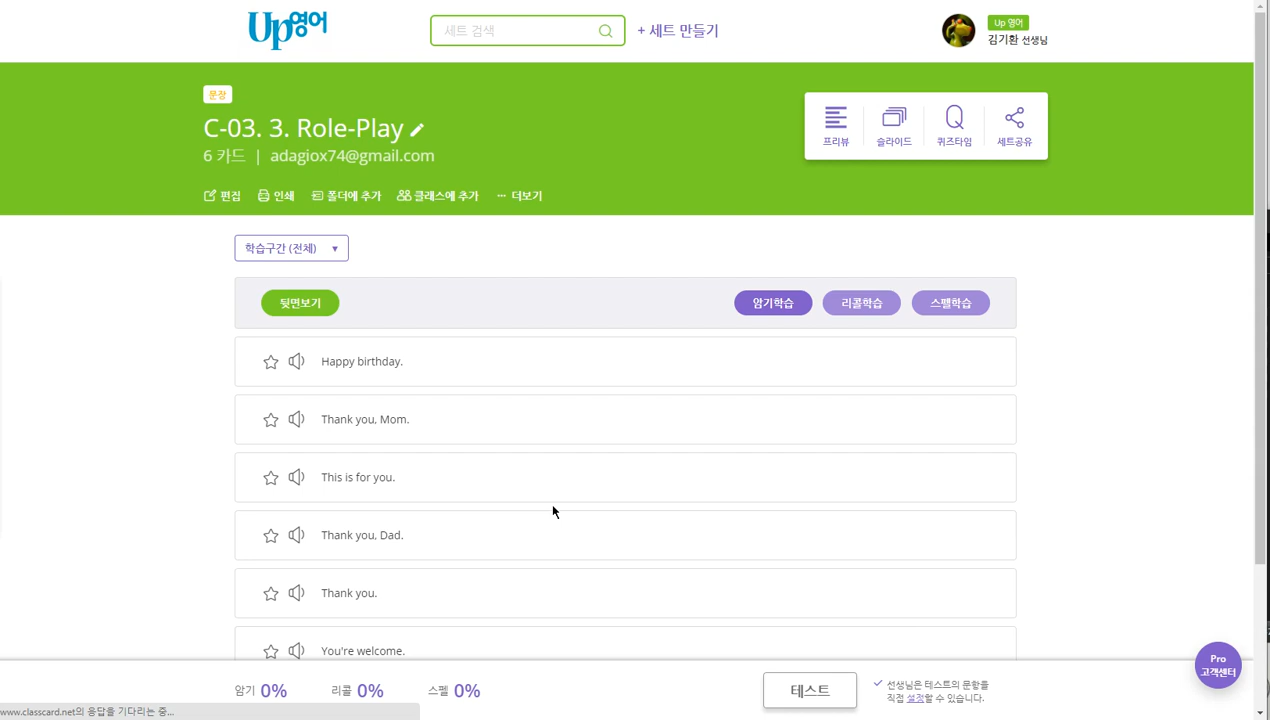 Up영어
세트 검색
+ 세트 만들기
Up 영어
김기환 선생님
문장
C-03. 3. Role-Play
6 카드 | adagiox74@gmail.com
프리뷰
슬라이드
퀴즈타임
세트공유
편집
인쇄
폴더에 추가
클래스에 추가
··· 더보기
학습구간 (전체) ▼
뒷면보기
암기학습
리콜학습
스펠학습
Happy birthday.
Thank you, Mom.
This is for you.
Thank you, Dad.
Thank you.
You're welcome.
Pro
고객센터
암기 0%
리콜 0%
스펠 0%
테스트
선생님은 테스트의 문항을
직접 설정할 수 있습니다.
www.classcard.net의 응답을 기다리는 중...